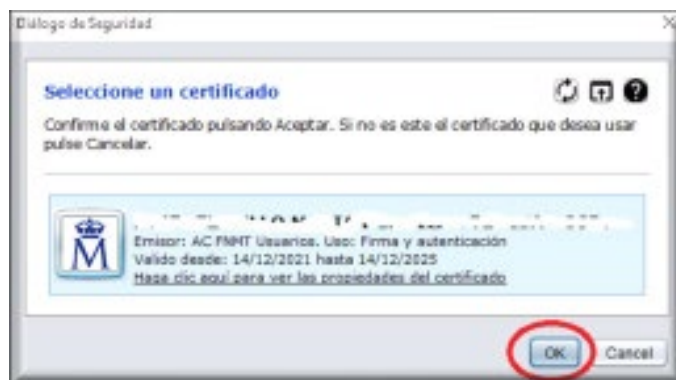 Diálogo de Seguridad
Seleccione un certificado
Confirme el certificado pulsando Aceptar. Si no es este el certificado que desea usar
pulse Cancelar.
Emisor: AC FNMT Usuarios. Uso: Firma y autenticación
Valido desde: 14/12/2021 hasta 14/12/2025
Haga clic aquí para ver las propiedades del certificado
OK Cancel